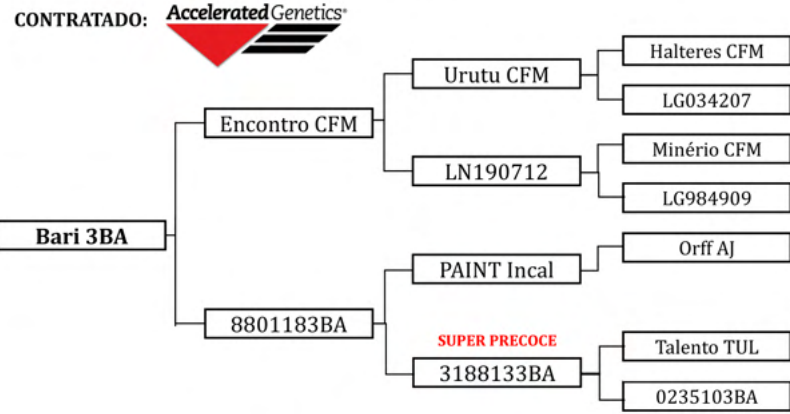 CONTRATADO:
Accelerated Genetics®
Halteres CFM
Urutu CFM
LG034207
Encontro CFM
Minério CFM
LN190712
LG984909
Bari 3BA
Orff AJ
PAINT Incal
8801183BA
SUPER PRECOCE
Talento TUL
3188133BA
0235103BA